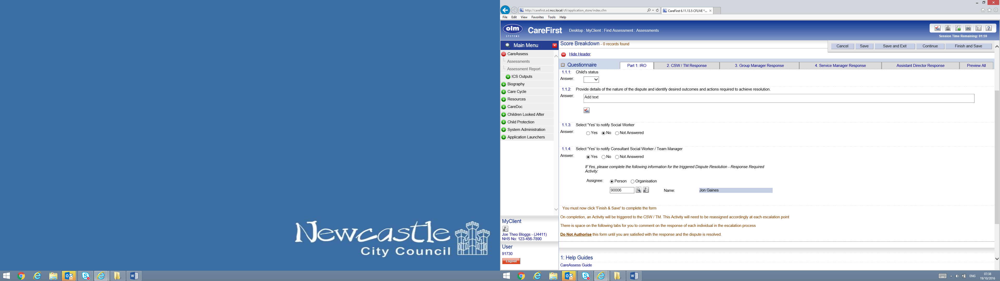 http://carefirst.ad.ncc.local/cfi/application_store/index.cfm
CareFirst 6.11.13.5 CFLIVE "...
File Edit View Favorites Tools Help
olm SYSTEMS
CareFirst
Desktop : MyClient : Find Assessment : Assessments
Session Time Remaining: 01:59
Main Menu
CareAssess
Assessments
Assessment Report
ICS Outputs
Biography
Care Cycle
Resources
CareDoc
Children Looked After
Child Protection
System Administration
Application Launchers
MyClient
Joe Theo Bloggs - (J4411)
NHS No: 123-456-7890
User
91730
Logout
Score Breakdown - 0 records found
Cancel Save Save and Exit Continue Finish and Save
Hide Header
Questionnaire Part 1: IRO 2. CSW / TM Response 3. Group Manager Response 4. Service Manager Response Assistant Director Response Preview All
1.1.1: Child's status
Answer:
1.1.2: Provide details of the nature of the dispute and identify desired outcomes and actions required to achieve resolution.
Answer: Add text
1.1.3: Select 'Yes' to notify Social Worker
Answer: Yes No Not Answered
1.1.4: Select 'Yes' to notify Consultant Social Worker / Team Manager
Answer: Yes No Not Answered
If Yes, please complete the following information for the triggered Dispute Resolution - Response Required
Activity:
Assignee: Person Organisation
90006 Name: Jon Gaines
You must now click 'Finish & Save' to complete the form
On completion, an Activity will be triggered to the CSW / TM. This Activity will need to be reassigned accordingly at each escalation point
There is space on the following tabs for you to comment on the response of each individual in the escalation process
Do Not Authorise this form until you are satisfied with the response and the dispute is resolved.
1: Help Guides
CareAssess Guide
Newcastle
City Council
ENG
07:38
19/10/2016